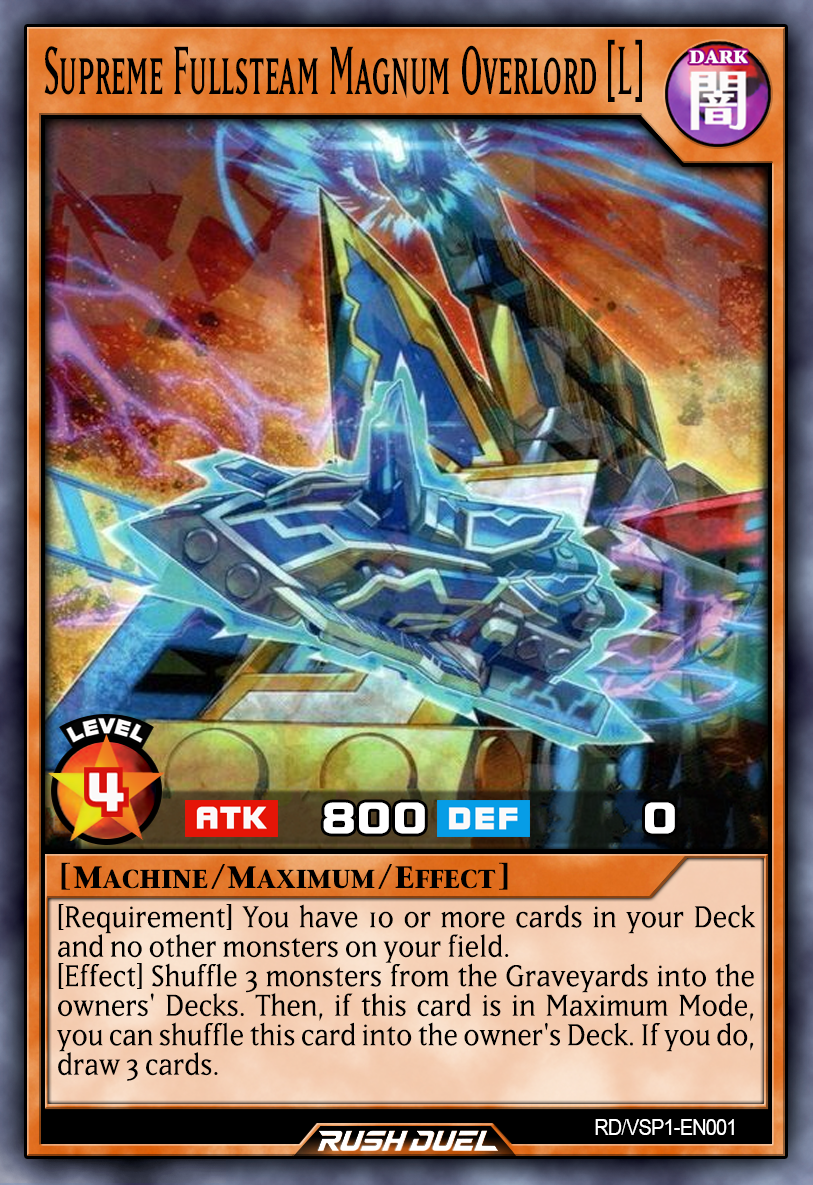 Supreme Fullsteam Magnum Overlord [L]
DARK
闇
LEVEL
4
ATK 800 DEF 0
[Machine/Maximum/Effect]
[Requirement] You have 10 or more cards in your Deck
and no other monsters on your field.
[Effect] Shuffle 3 monsters from the Graveyards into the
owners' Decks. Then, if this card is in Maximum Mode,
you can shuffle this card into the owner's Deck. If you do,
draw 3 cards.
RD/VSP1-EN001
RUSH DUEL